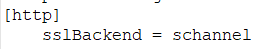 [http]
    sslBackend = schannel